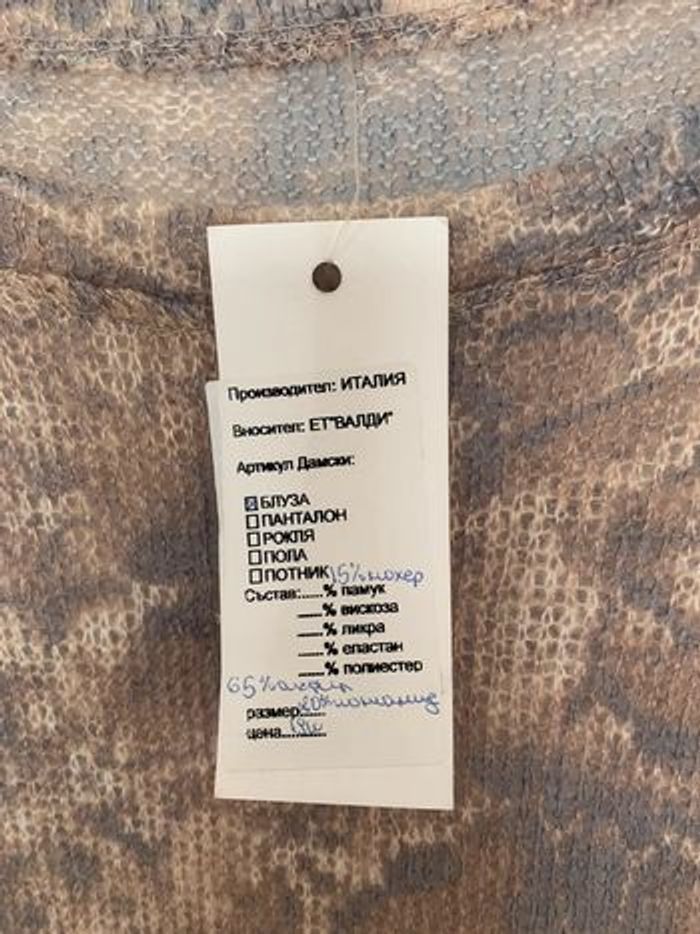 Производител: ИТАЛИЯ
Вносител: ЕТ"ВАЛДИ"
Артикул Дамски:
БЛУЗА
ПАНТАЛОН
РОКЛЯ
ПОЛА
ПОТНИК 15% мохер
Състав:.....% памук
.....% вискоза
.....% ликра
.....% еластан
.....% полиестер
65% акрил
20% полиамид
размер......
цена..........